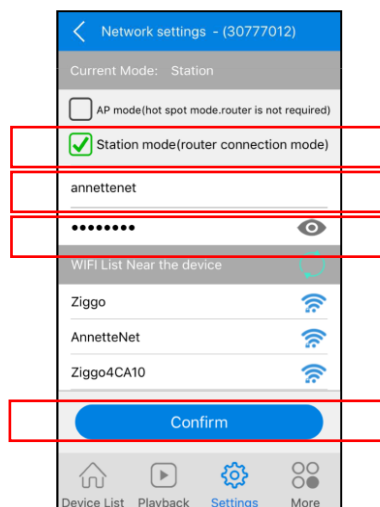 Network settings - (30777012)
Current Mode: Station
AP mode(hot spot mode.router is not required)
Station mode(router connection mode)
annettenet
••••••••
WIFI List Near the device
Ziggo
AnnetteNet
Ziggo4CA10
Confirm
Device List Playback Settings More